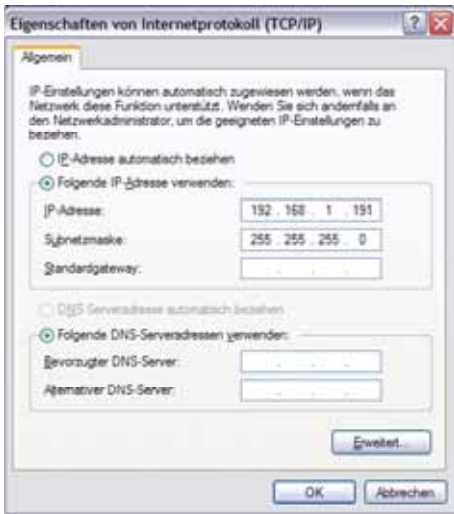 Eigenschaften von Internetprotokoll (TCP/IP)
Allgemein
IP-Einstellungen können automatisch zugewiesen werden, wenn das
Netzwerk diese Funktion unterstützt. Wenden Sie sich andernfalls an
den Netzwerkadministrator, um die geeigneten IP-Einstellungen zu
beziehen.
IP-Adresse automatisch beziehen
Folgende IP-Adresse verwenden:
IP-Adresse: 192 . 168 . 1 . 191
Subnetzmaske: 255 . 255 . 255 . 0
Standardgateway:
DNS-Serveradresse automatisch beziehen
Folgende DNS-Serveradressen verwenden:
Bevorzugter DNS-Server:
Alternativer DNS-Server:
Erweitert...
OK Abbrechen